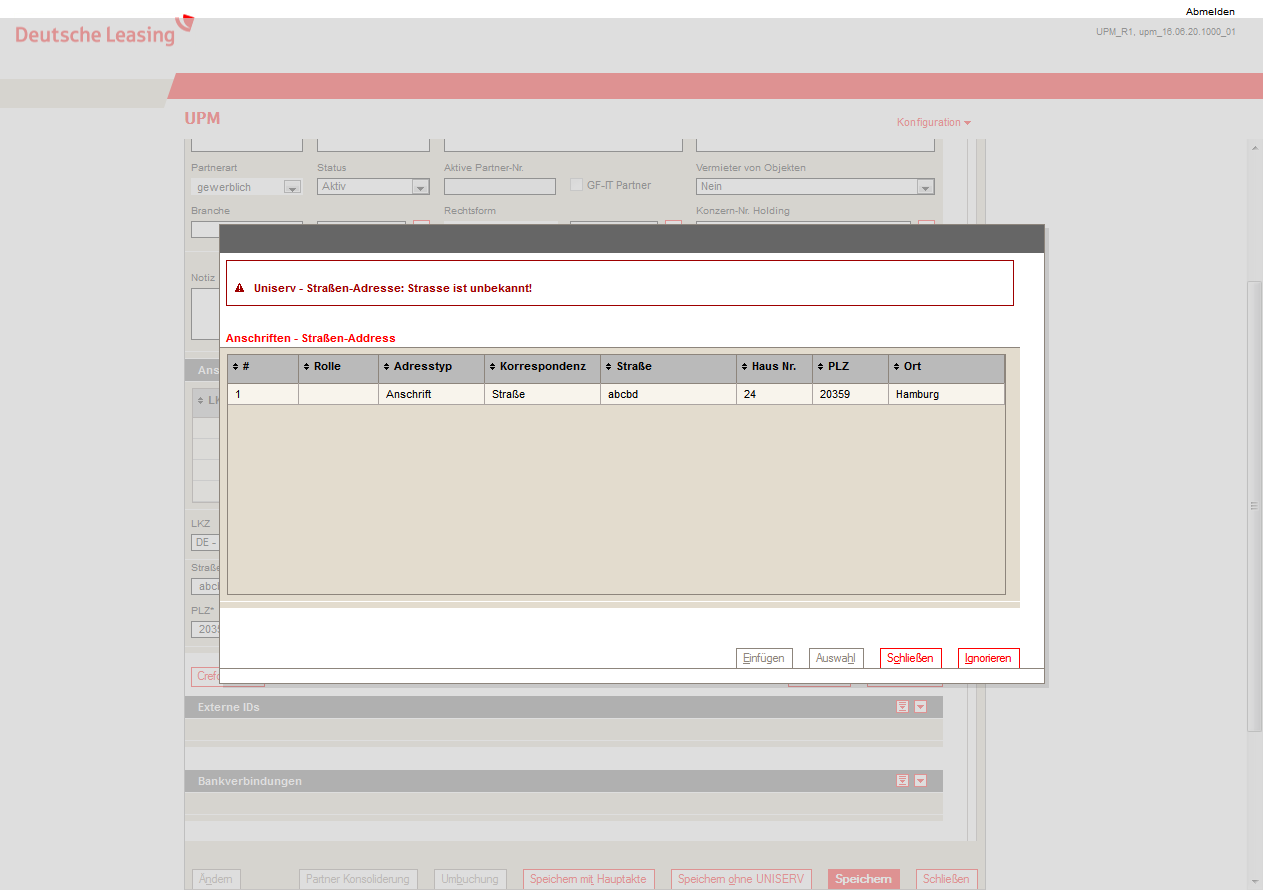 Abmelden
Deutsche Leasing
UPM_R1, upm_16.06.20.1000_01
UPM
Konfiguration
Partnerart Status Aktive Partner-Nr. Vermieter von Objekten
gewerblich Aktiv GF-IT Partner Nein
Branche Rechtsform Konzern-Nr. Holding
Notiz
Uniserv - Straßen-Adresse: Strasse ist unbekannt!
Anschriften - Straßen-Address
Ans
# Rolle Adresstyp Korrespondenz Straße Haus Nr. PLZ Ort
1 Anschrift Straße abcbd 24 20359 Hamburg
LK
LKZ
DE -
Straße
abcb
PLZ*
2035
Einfügen Auswahl Schließen Ignorieren
Crefo
Externe IDs
Bankverbindungen
Ändern Partner Konsolidierung Umbuchung Speichern mit Hauptakte Speichern ohne UNISERV Speichern Schließen